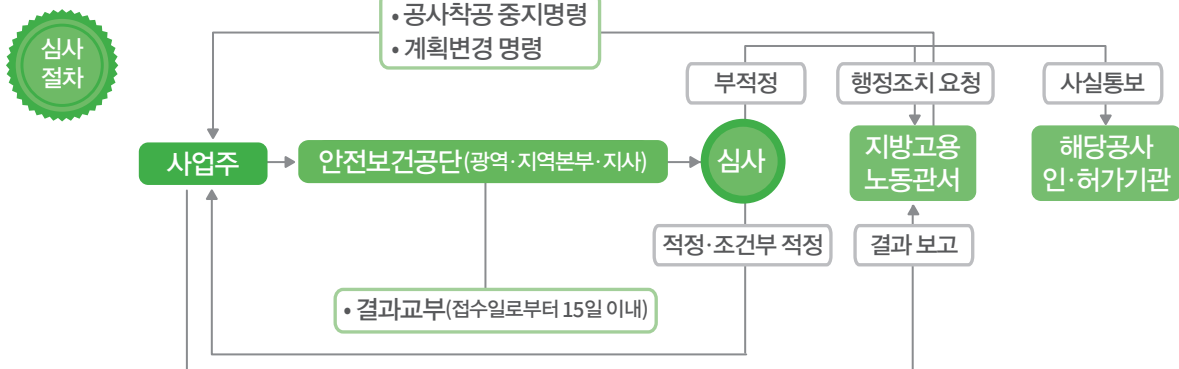 • 공사착공 중지명령
• 계획변경 명령
심사
절차
부적정
행정조치 요청
사실통보
사업주
안전보건공단(광역·지역본부·지사)
심사
지방고용
노동관서
해당공사
인·허가기관
적정·조건부 적정
결과 보고
• 결과교부(접수일로부터 15일 이내)